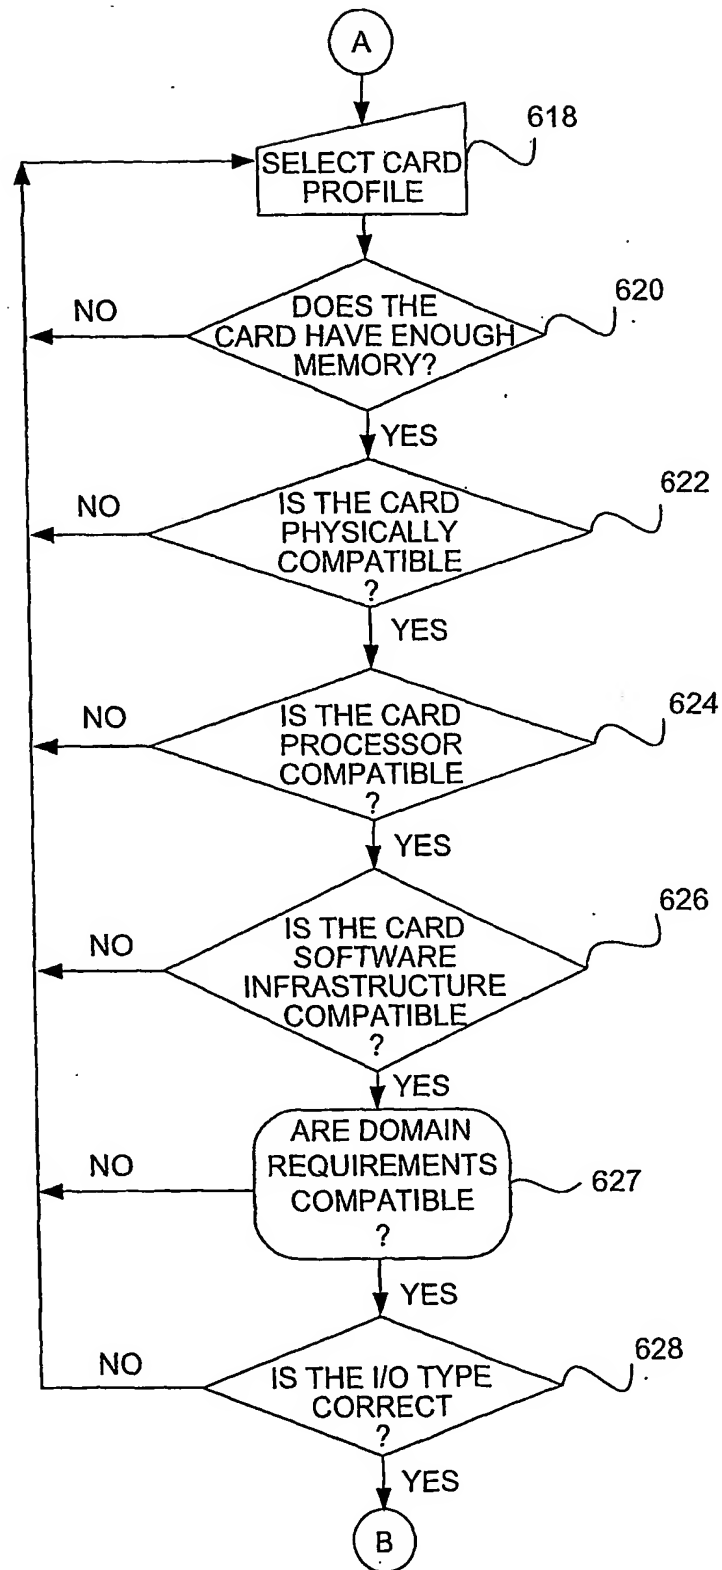 A
618
SELECT CARD
PROFILE
620
NO
DOES THE
CARD HAVE ENOUGH
MEMORY?
YES
622
NO
IS THE CARD
PHYSICALLY
COMPATIBLE
?
YES
624
NO
IS THE CARD
PROCESSOR
COMPATIBLE
?
YES
626
NO
IS THE CARD
SOFTWARE
INFRASTRUCTURE
COMPATIBLE
?
YES
NO
ARE DOMAIN
REQUIREMENTS
COMPATIBLE
?
627
YES
628
NO
IS THE I/O TYPE
CORRECT
?
YES
B